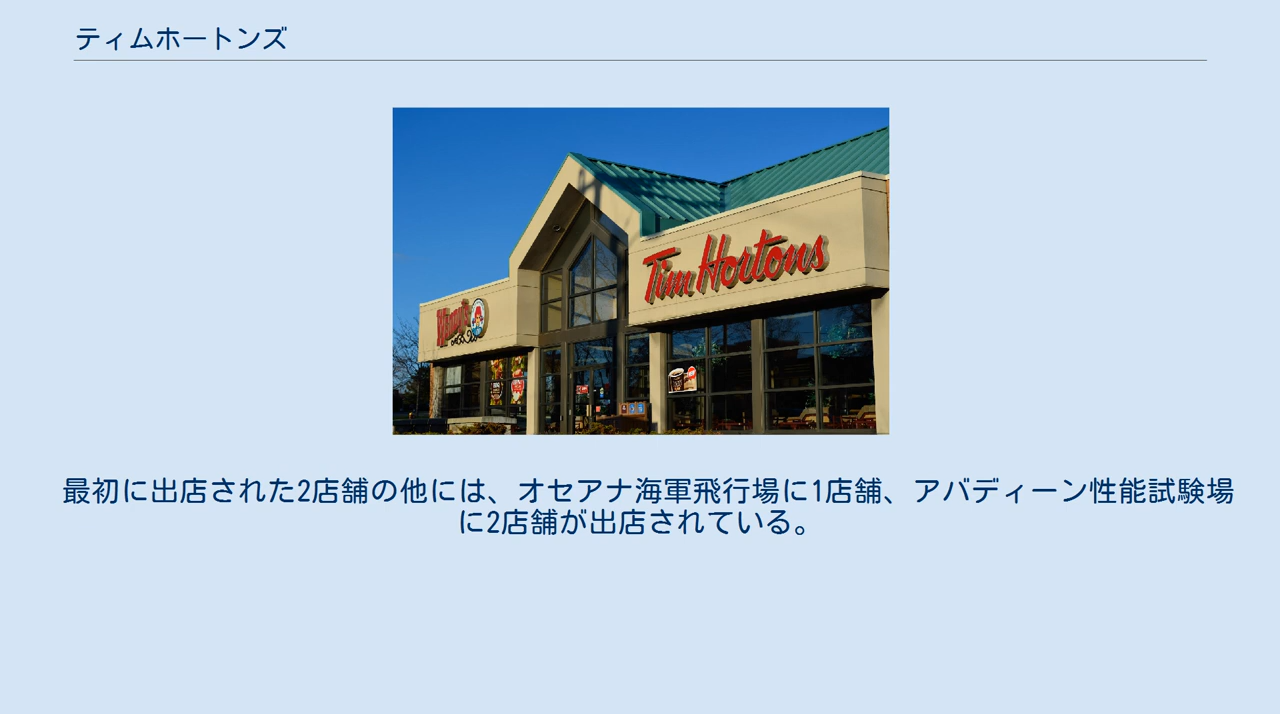 ティムホートンズ
Tim Hortons
Wendy's
最初に出店された2店舗の他には、オセアナ海軍飛行場に1店舗、アバディーン性能試験場
に2店舗が出店されている。